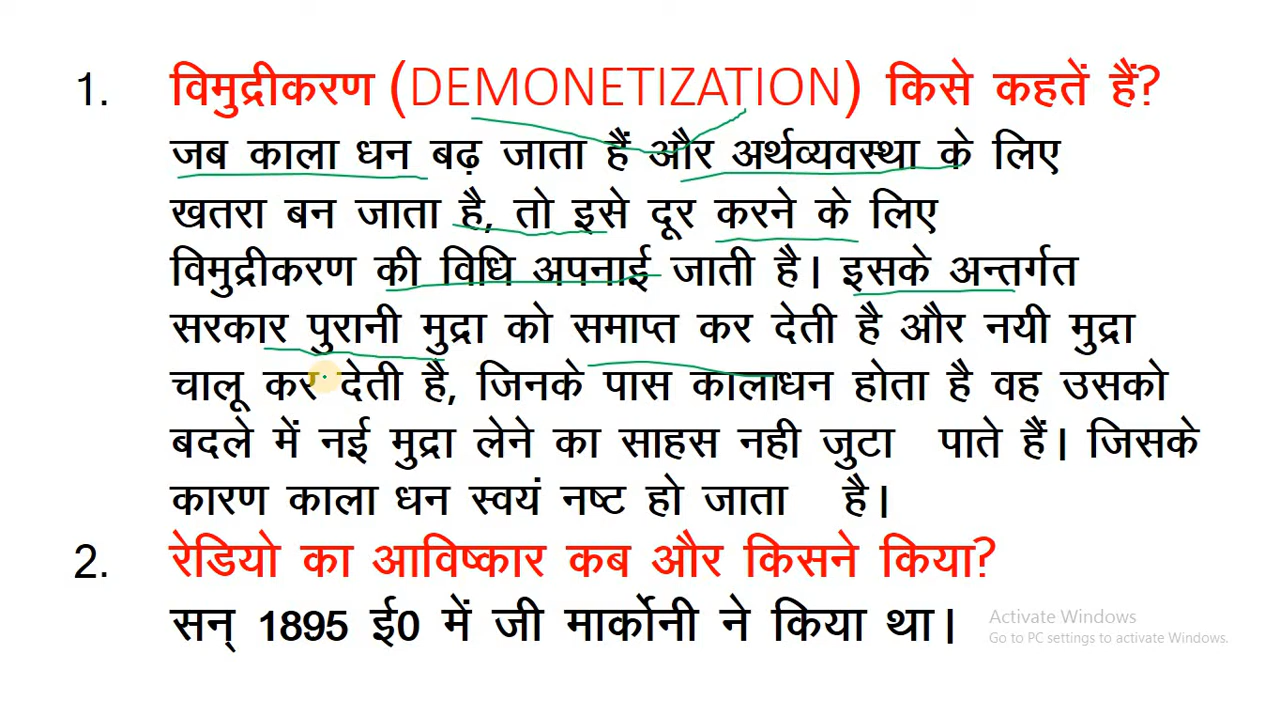 1. विमुद्रीकरण (DEMONETIZATION) किसे कहतें हैं?
जब काला धन बढ़ जाता हैं और अर्थव्यवस्था के लिए
खतरा बन जाता है, तो इसे दूर करने के लिए
विमुद्रीकरण की विधि अपनाई जाती है। इसके अन्तर्गत
सरकार पुरानी मुद्रा को समाप्त कर देती है और नयी मुद्रा
चालू कर देती है, जिनके पास कालाधन होता है वह उसको
बदले में नई मुद्रा लेने का साहस नही जुटा पाते हैं। जिसके
कारण काला धन स्वयं नष्ट हो जाता है।
2. रेडियो का आविष्कार कब और किसने किया?
सन् 1895 ई0 में जी मार्कोनी ने किया था।
Activate Windows
Go to PC settings to activate Windows.